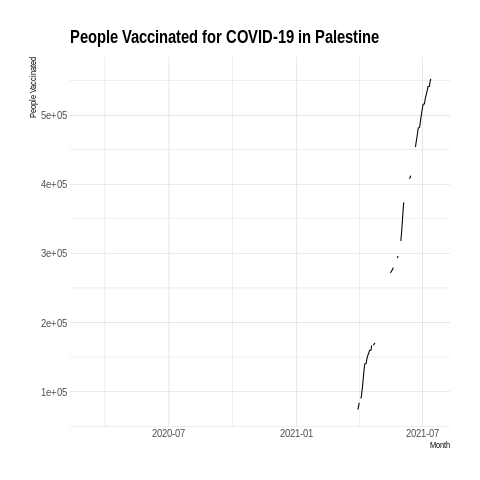 People Vaccinated for COVID-19 in Palestine
People Vaccinated
5e+05
4e+05
3e+05
2e+05
1e+05
2020-07 2021-01 2021-07
Month